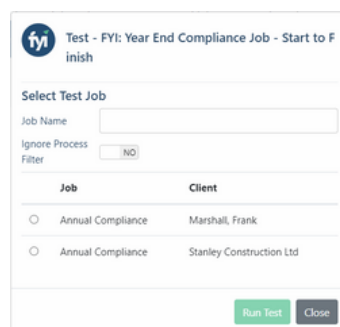 fyi
Test - FYI: Year End Compliance Job - Start to F
inish
Select Test Job
Job Name
Ignore Process
Filter
NO
Job Client
Annual Compliance Marshall, Frank
Annual Compliance Stanley Construction Ltd
Run Test Close